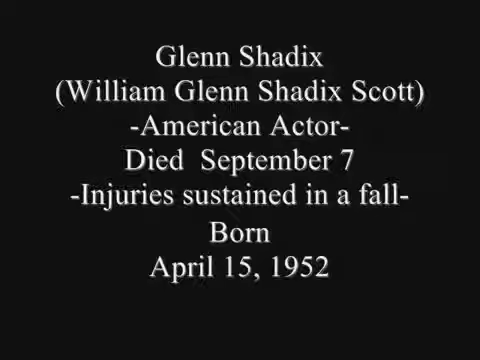 Glenn Shadix
(William Glenn Shadix Scott)
-American Actor-
Died September 7
-Injuries sustained in a fall-
Born
April 15, 1952